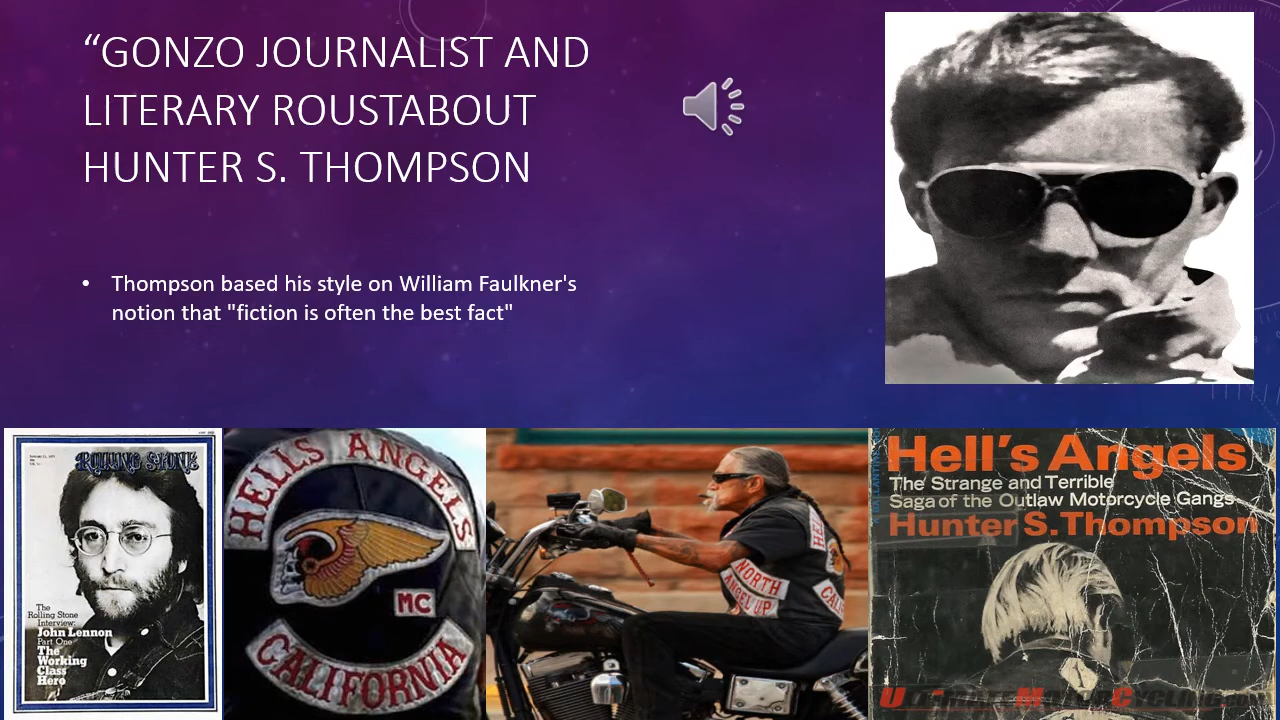 “GONZO JOURNALIST AND
LITERARY ROUSTABOUT
HUNTER S. THOMPSON
• Thompson based his style on William Faulkner's
notion that "fiction is often the best fact"
ROLLING STONE
The
Rolling Stone
Interview:
John Lennon
Part One
The
Working
Class
Hero
HELLS ANGELS
MC
CALIFORNIA
NORTH
ANGEL UP
Hell's Angels
The Strange and Terrible
Saga of the Outlaw Motorcycle Gangs
Hunter S. Thompson